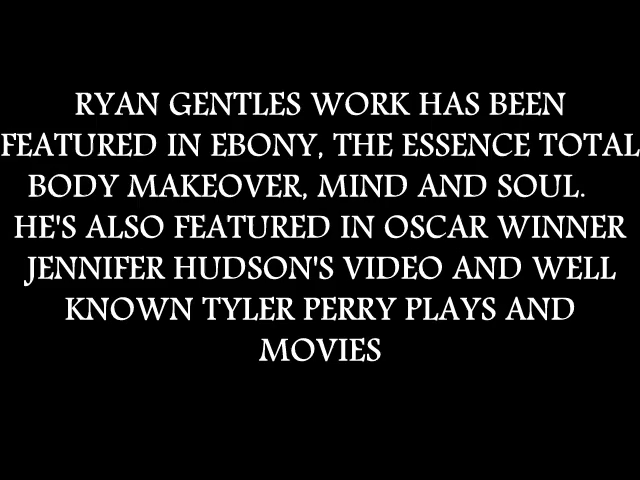 RYAN GENTLES WORK HAS BEEN
FEATURED IN EBONY, THE ESSENCE TOTAL
BODY MAKEOVER, MIND AND SOUL.
HE'S ALSO FEATURED IN OSCAR WINNER
JENNIFER HUDSON'S VIDEO AND WELL
KNOWN TYLER PERRY PLAYS AND
MOVIES